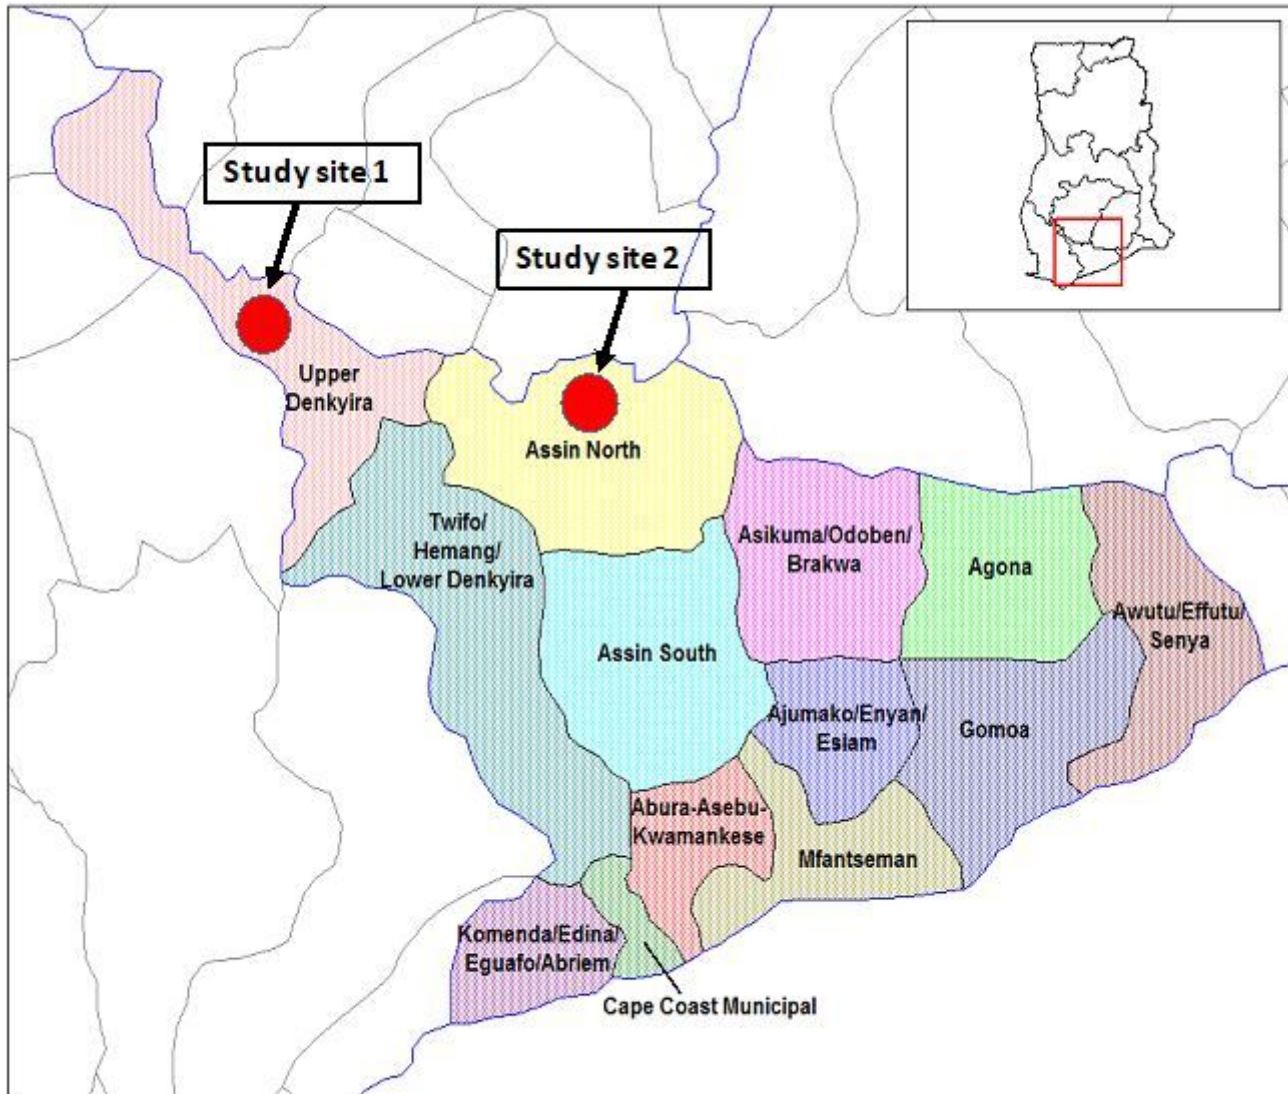 Study site 1
Study site 2
Upper
Denkyira
Assin North
Twifo/
Hemang/
Lower Denkyira
Asikuma/Odoben/
Brakwa
Agona
Awutu/Effutu/
Senya
Assin South
Ajumako/Enyan/
Eslam
Gomoa
Abura-Asebu-
Kwamankese
Mfantseman
Komenda/Edina/
Eguafo/Abriem
Cape Coast Municipal